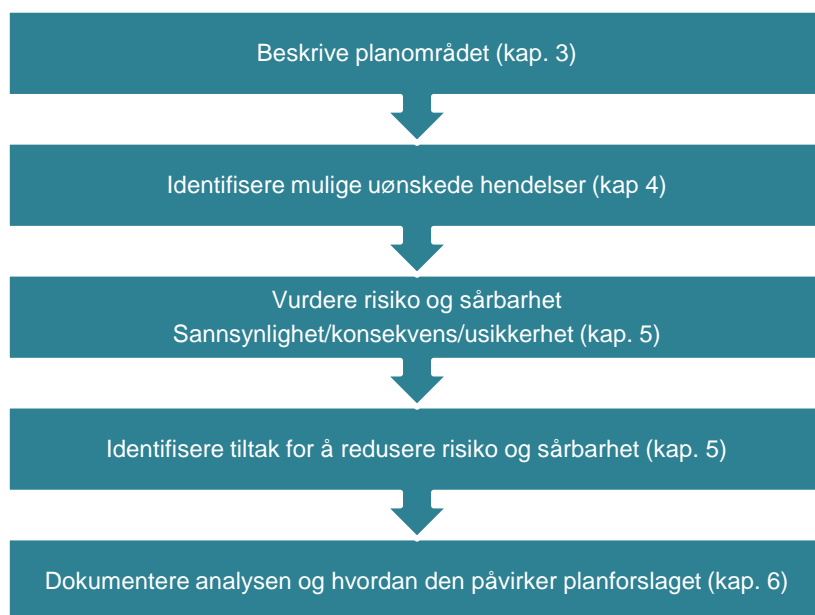 Beskrive planområdet (kap. 3)
Identifisere mulige uønskede hendelser (kap 4)
Vurdere risiko og sårbarhet
Sannsynlighet/konsekvens/usikkerhet (kap. 5)
Identifisere tiltak for å redusere risiko og sårbarhet (kap. 5)
Dokumentere analysen og hvordan den påvirker planforslaget (kap. 6)